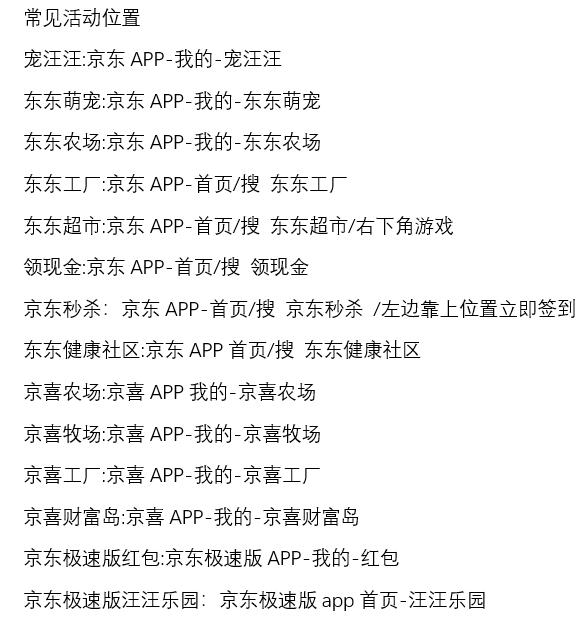 常见活动位置
宠汪汪:京东 APP-我的-宠汪汪
东东萌宠:京东 APP-我的-东东萌宠
东东农场:京东 APP-我的-东东农场
东东工厂:京东 APP-首页/搜 东东工厂
东东超市:京东 APP-首页/搜 东东超市/右下角游戏
领现金:京东 APP-首页/搜 领现金
京东秒杀：京东 APP-首页/搜 京东秒杀 /左边靠上位置立即签到
东东健康社区:京东 APP 首页/搜 东东健康社区
京喜农场:京喜 APP 我的-京喜农场
京喜牧场:京喜 APP-我的-京喜牧场
京喜工厂:京喜 APP-我的-京喜工厂
京喜财富岛:京喜 APP-我的-京喜财富岛
京东极速版红包:京东极速版 APP-我的-红包
京东极速版汪汪乐园：京东极速版 app 首页-汪汪乐园